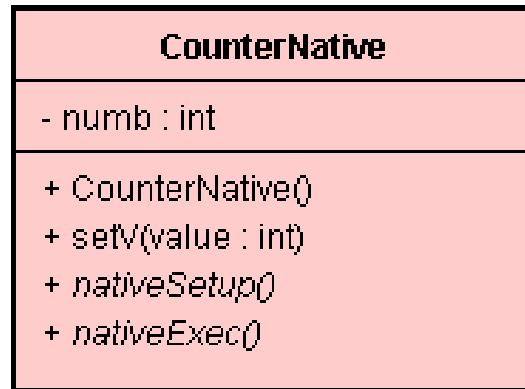 CounterNative
- numb : int
+ CounterNative()
+ setV(value : int)
+ nativeSetup()
+ nativeExec()